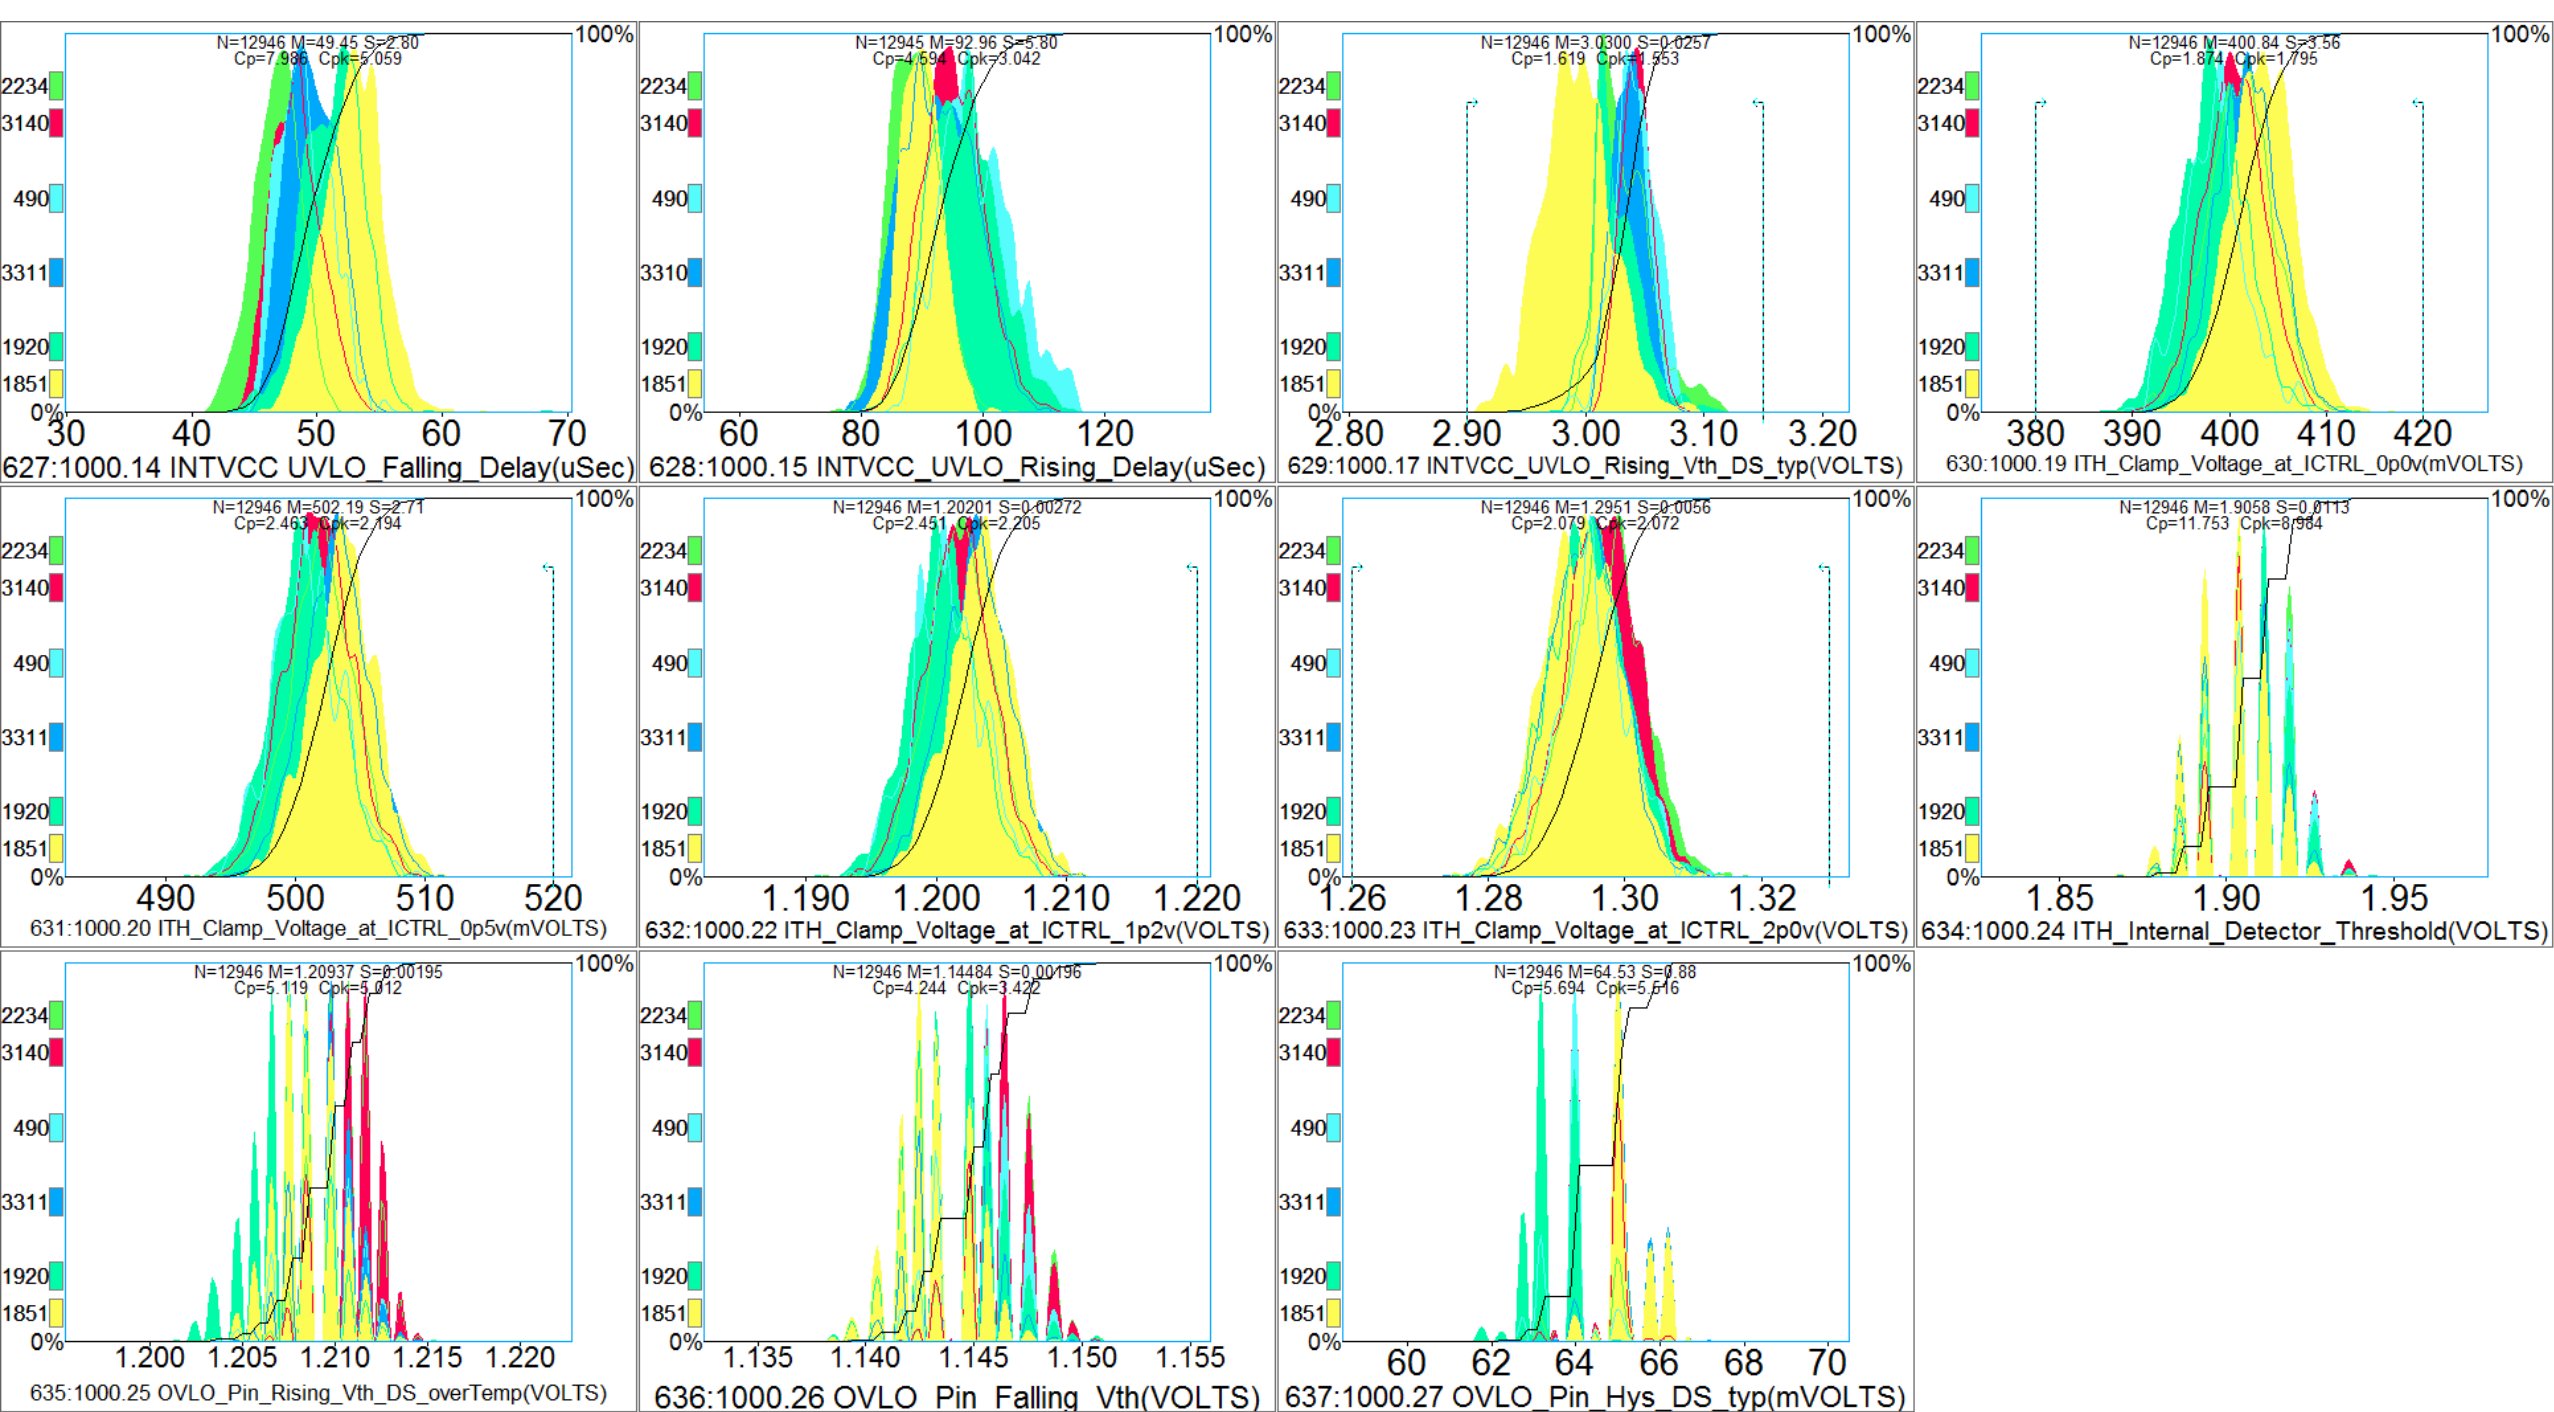 N=12946 M=49.45 S=2.80
Cp=7.986 Cpk=5.059
100%
2234
3140
490
3311
1920
1851
0%
30 40 50 60 70
627:1000.14 INTVCC UVLO_Falling_Delay(uSec)
N=12945 M=92.96 S=5.80
Cp=4.594 Cpk=3.042
100%
2234
3140
490
3310
1920
1851
0%
60 80 100 120
628:1000.15 INTVCC_UVLO_Rising_Delay(uSec)
N=12946 M=3.0300 S=0.0257
Cp=1.619 Cpk=1.553
100%
2234
3140
490
3311
1920
1851
0%
2.80 2.90 3.00 3.10 3.20
629:1000.17 INTVCC_UVLO_Rising_Vth_DS_typ(VOLTS)
N=12946 M=400.84 S=3.56
Cp=1.874 Cpk=1.795
100%
2234
3140
490
3311
1920
1851
0%
380 390 400 410 420
630:1000.19 ITH_Clamp_Voltage_at_ICTRL_0p0v(mVOLTS)
N=12946 M=502.19 S=2.71
Cp=2.463 Cpk=2.194
100%
2234
3140
490
3311
1920
1851
0%
490 500 510 520
631:1000.20 ITH_Clamp_Voltage_at_ICTRL_0p5v(mVOLTS)
N=12946 M=1.20201 S=0.00272
Cp=2.451 Cpk=2.205
100%
2234
3140
490
3311
1920
1851
0%
1.190 1.200 1.210 1.220
632:1000.22 ITH_Clamp_Voltage_at_ICTRL_1p2v(VOLTS)
N=12946 M=1.2951 S=0.0056
Cp=2.079 Cpk=2.072
100%
2234
3140
490
3311
1920
1851
0%
1.26 1.28 1.30 1.32
633:1000.23 ITH_Clamp_Voltage_at_ICTRL_2p0v(VOLTS)
N=12946 M=1.9058 S=0.0113
Cp=11.753 Cpk=8.984
100%
2234
3140
490
3311
1920
1851
0%
1.85 1.90 1.95
634:1000.24 ITH_Internal_Detector_Threshold(VOLTS)
N=12946 M=1.20937 S=0.00195
Cp=5.119 Cpk=5.012
100%
2234
3140
490
3311
1920
1851
0%
1.200 1.205 1.210 1.215 1.220
635:1000.25 OVLO_Pin_Rising_Vth_DS_overTemp(VOLTS)
N=12946 M=1.14484 S=0.00196
Cp=4.244 Cpk=3.422
100%
2234
3140
490
3311
1920
1851
0%
1.135 1.140 1.145 1.150 1.155
636:1000.26 OVLO_Pin_Falling_Vth(VOLTS)
N=12946 M=64.53 S=0.88
Cp=5.694 Cpk=5.516
100%
2234
3140
490
3311
1920
1851
0%
60 62 64 66 68 70
637:1000.27 OVLO_Pin_Hys_DS_typ(mVOLTS)